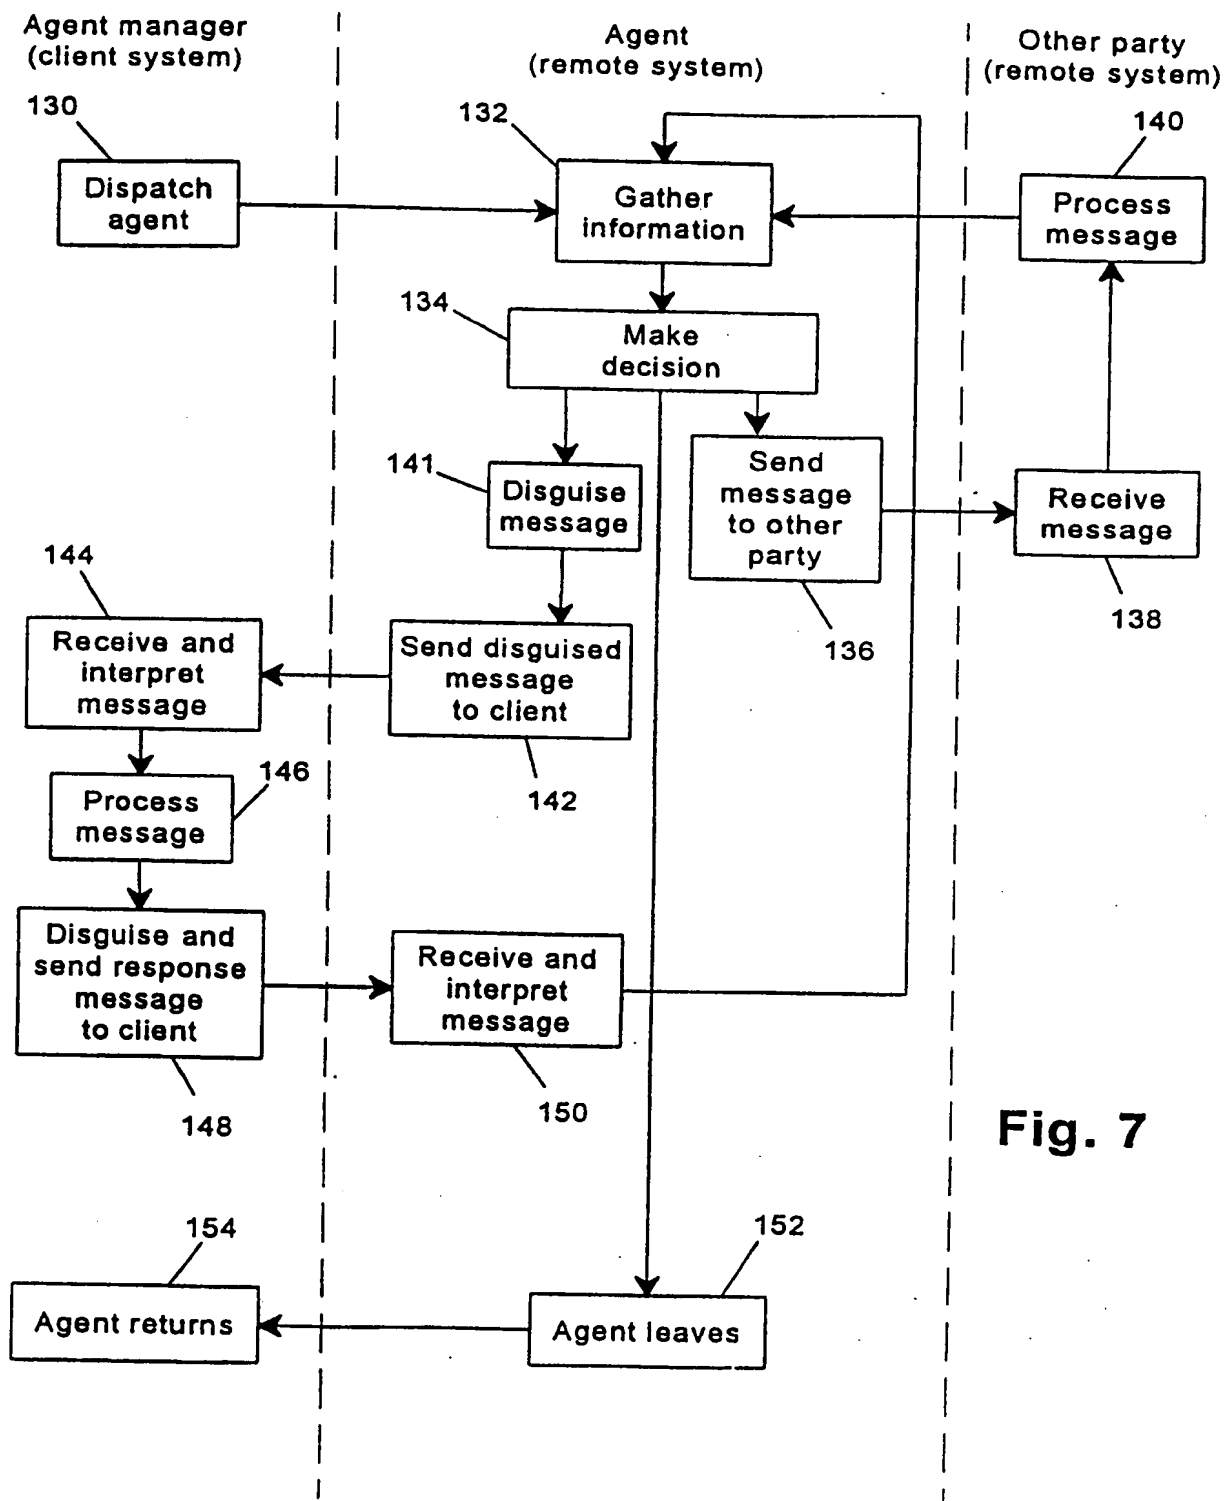 Agent manager
(client system)
Agent
(remote system)
Other party
(remote system)
130
132
140
Dispatch
agent
Gather
information
Process
message
134
Make
decision
141
Disguise
message
Send
message
to other
party
Receive
message
144
136
138
Receive and
interpret
message
Send disguised
message
to client
146
142
Process
message
Disguise and
send response
message
to client
Receive and
interpret
message
148
150
Fig. 7
154
152
Agent returns
Agent leaves